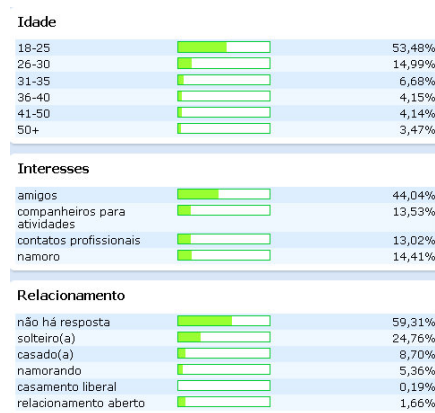 Idade
18-25 53,48%
26-30 14,99%
31-35 6,68%
36-40 4,15%
41-50 4,14%
50+ 3,47%
Interesses
amigos 44,04%
companheiros para 13,53%
atividades
contatos profissionais 13,02%
namoro 14,41%
Relacionamento
não há resposta 59,31%
solteiro(a) 24,76%
casado(a) 8,70%
namorando 5,36%
casamento liberal 0,19%
relacionamento aberto 1,66%